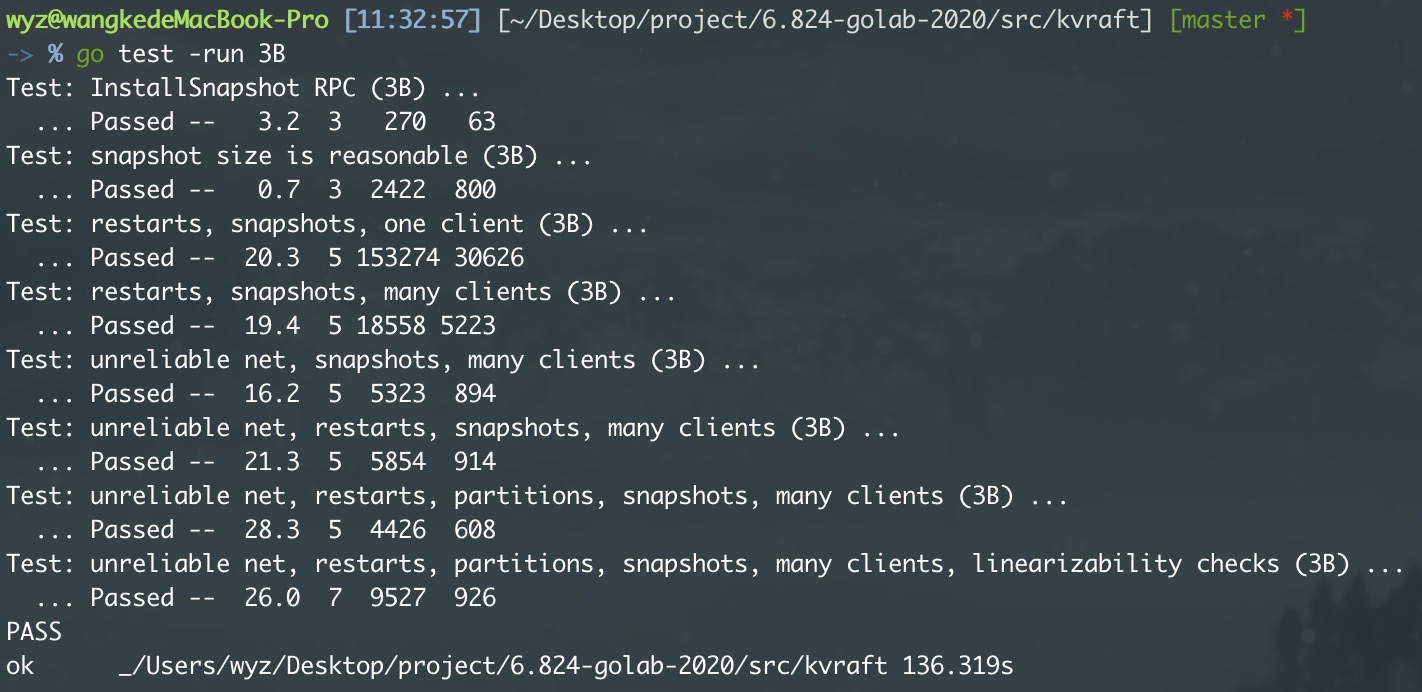 wyz@wangkedeMacBook-Pro [11:32:57] [~/Desktop/project/6.824-golab-2020/src/kvraft] [master *]
-> % go test -run 3B
Test: InstallSnapshot RPC (3B) ...
  ... Passed --   3.2  3   270   63
Test: snapshot size is reasonable (3B) ...
  ... Passed --   0.7  3  2422  800
Test: restarts, snapshots, one client (3B) ...
  ... Passed --  20.3  5 153274 30626
Test: restarts, snapshots, many clients (3B) ...
  ... Passed --  19.4  5 18558 5223
Test: unreliable net, snapshots, many clients (3B) ...
  ... Passed --  16.2  5  5323  894
Test: unreliable net, restarts, snapshots, many clients (3B) ...
  ... Passed --  21.3  5  5854  914
Test: unreliable net, restarts, partitions, snapshots, many clients (3B) ...
  ... Passed --  28.3  5  4426  608
Test: unreliable net, restarts, partitions, snapshots, many clients, linearizability checks (3B) ...
  ... Passed --  26.0  7  9527  926
PASS
ok      _/Users/wyz/Desktop/project/6.824-golab-2020/src/kvraft 136.319s